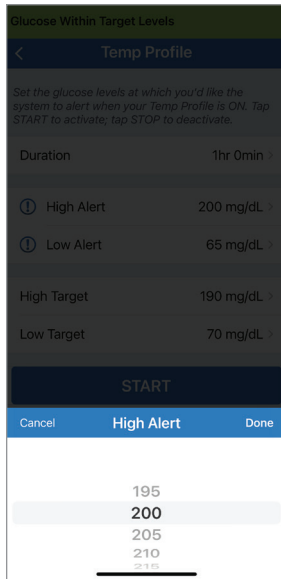 Glucose Within Target Levels
Temp Profile
Set the glucose levels at which you'd like the
system to alert when your Temp Profile is ON. Tap
START to activate; tap STOP to deactivate.
Duration 1hr 0min
High Alert 200 mg/dL
Low Alert 65 mg/dL
High Target 190 mg/dL
Low Target 70 mg/dL
START
Cancel High Alert Done
195
200
205
210
215